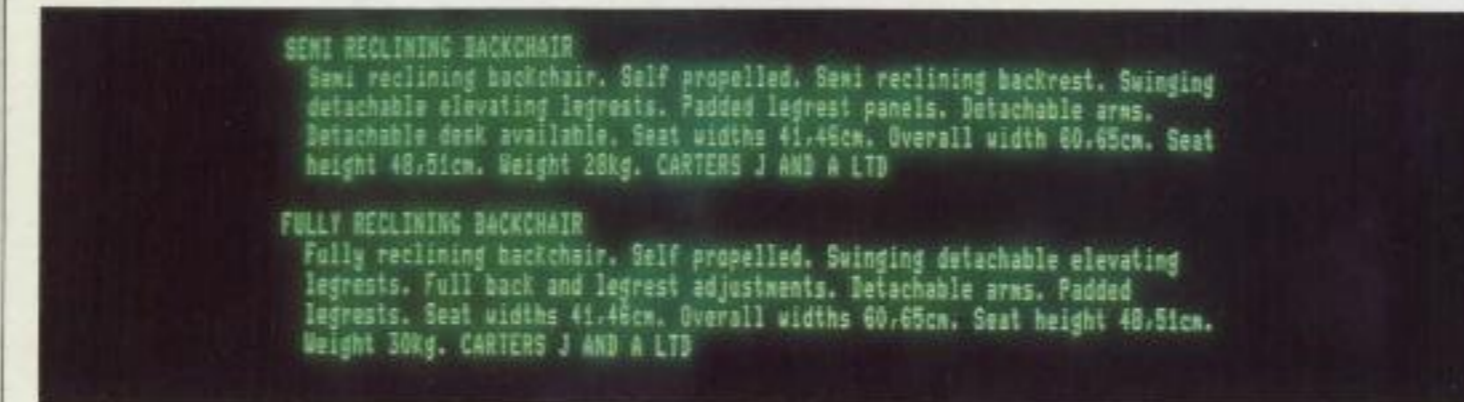 SEMI RECLINING BACKCHAIR
Semi reclining backchair. Self propelled. Semi reclining backrest. Swinging
detachable elevating legrests. Padded legrest panels. Detachable arms.
Detachable desk available. Seat widths 41,46cm. Overall width 60,65cm. Seat
height 48,51cm. Weight 28kg. CARTERS J AND A LTD
FULLY RECLINING BACKCHAIR
Fully reclining backchair. Self propelled. Swinging detachable elevating
legrests. Full back and legrest adjustments. Detachable arms. Padded
legrests. Seat widths 41,46cm. Overall widths 60,65cm. Seat height 48,51cm.
Weight 30kg. CARTERS J AND A LTD